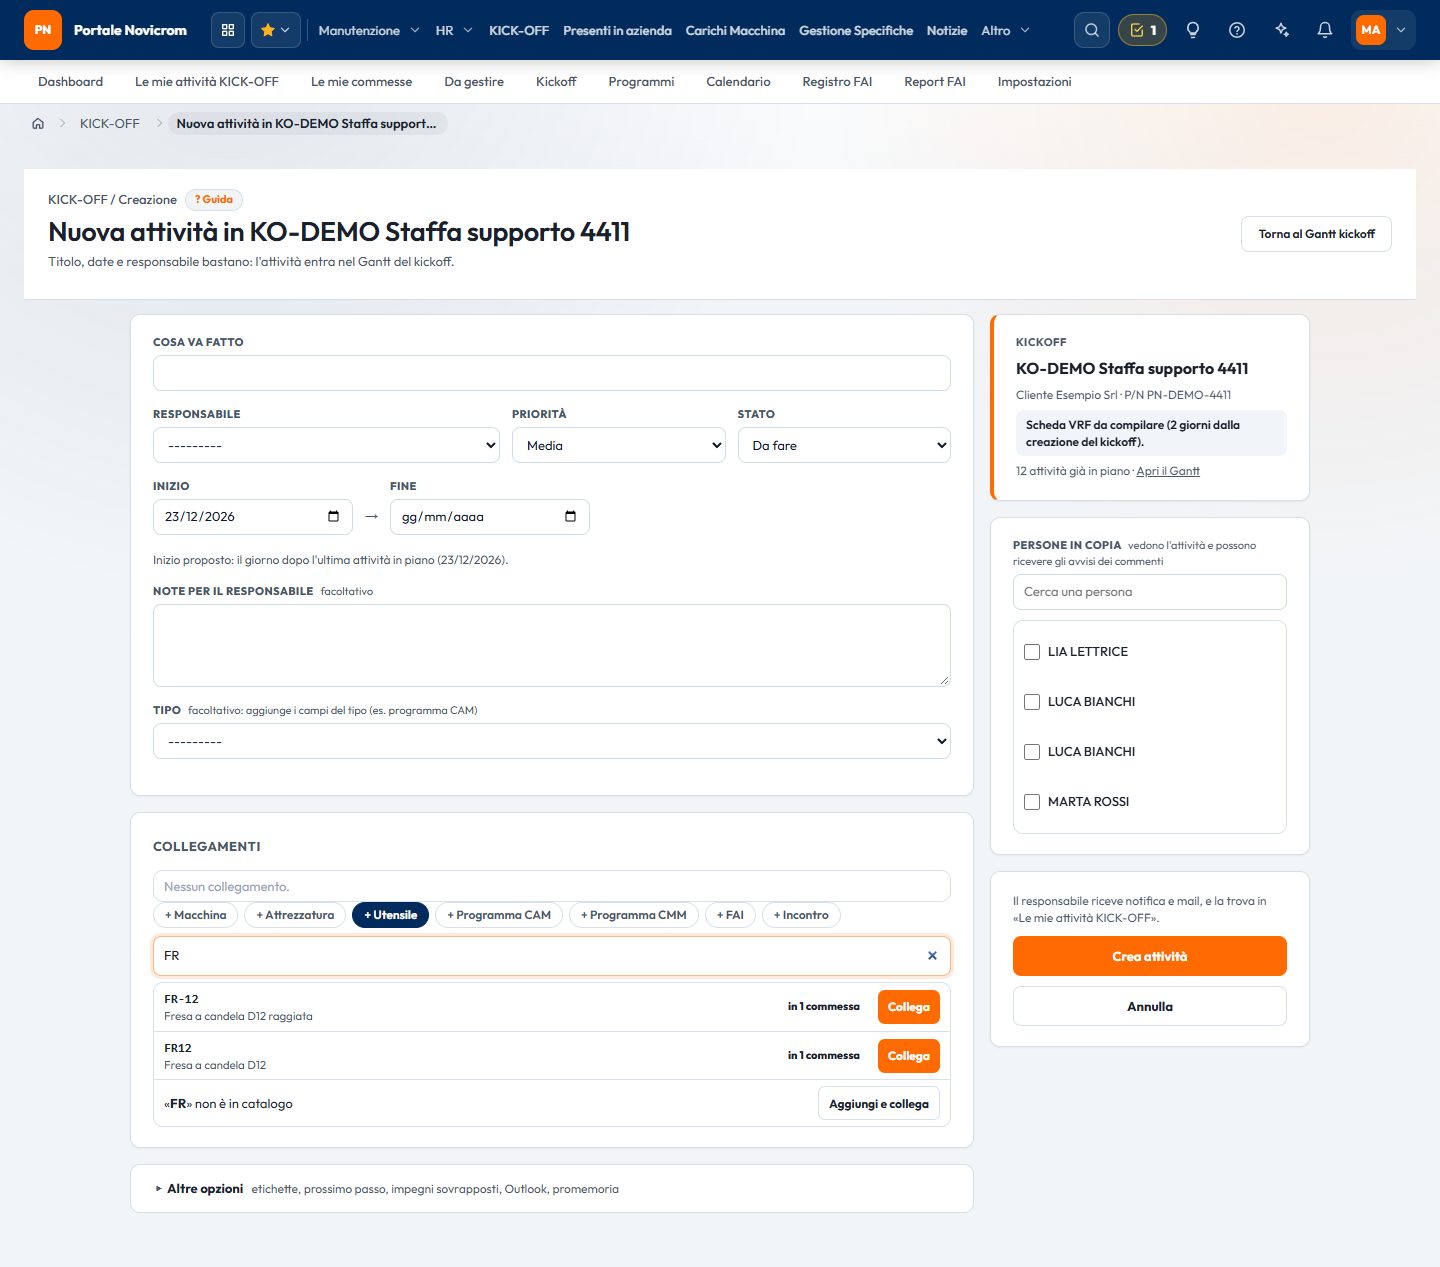 PN Portale Novicrom Manutenzione HR KICK-OFF Presenti in azienda Carichi Macchina Gestione Specifiche Notizie Altro 1 MA
Dashboard Le mie attività KICK-OFF Le mie commesse Da gestire Kickoff Programmi Calendario Registro FAI Report FAI Impostazioni
KICK-OFF Nuova attività in KO-DEMO Staffa support...
KICK-OFF / Creazione ? Guida
Nuova attività in KO-DEMO Staffa supporto 4411
Titolo, date e responsabile bastano: l'attività entra nel Gantt del kickoff.
Torna al Gantt kickoff
COSA VA FATTO
RESPONSABILE PRIORITÀ STATO
--------- Media Da fare
INIZIO FINE
23/12/2026 → gg/mm/aaaa
Inizio proposto: il giorno dopo l'ultima attività in piano (23/12/2026).
NOTE PER IL RESPONSABILE facoltativo
TIPO facoltativo: aggiunge i campi del tipo (es. programma CAM)
---------
COLLEGAMENTI
Nessun collegamento.
+ Macchina + Attrezzatura + Utensile + Programma CAM + Programma CMM + FAI + Incontro
FR ×
FR-12
Fresa a candela D12 raggiata
in 1 commessa Collega
FR12
Fresa a candela D12
in 1 commessa Collega
«FR» non è in catalogo Aggiungi e collega
▸ Altre opzioni etichette, prossimo passo, impegni sovrapposti, Outlook, promemoria
KICKOFF
KO-DEMO Staffa supporto 4411
Cliente Esempio Srl · P/N PN-DEMO-4411
Scheda VRF da compilare (2 giorni dalla
creazione del kickoff).
12 attività già in piano · Apri il Gantt
PERSONE IN COPIA vedono l'attività e possono
ricevere gli avvisi dei commenti
Cerca una persona
LIA LETTRICE
LUCA BIANCHI
LUCA BIANCHI
MARTA ROSSI
Il responsabile riceve notifica e mail, e la trova in
«Le mie attività KICK-OFF».
Crea attività
Annulla